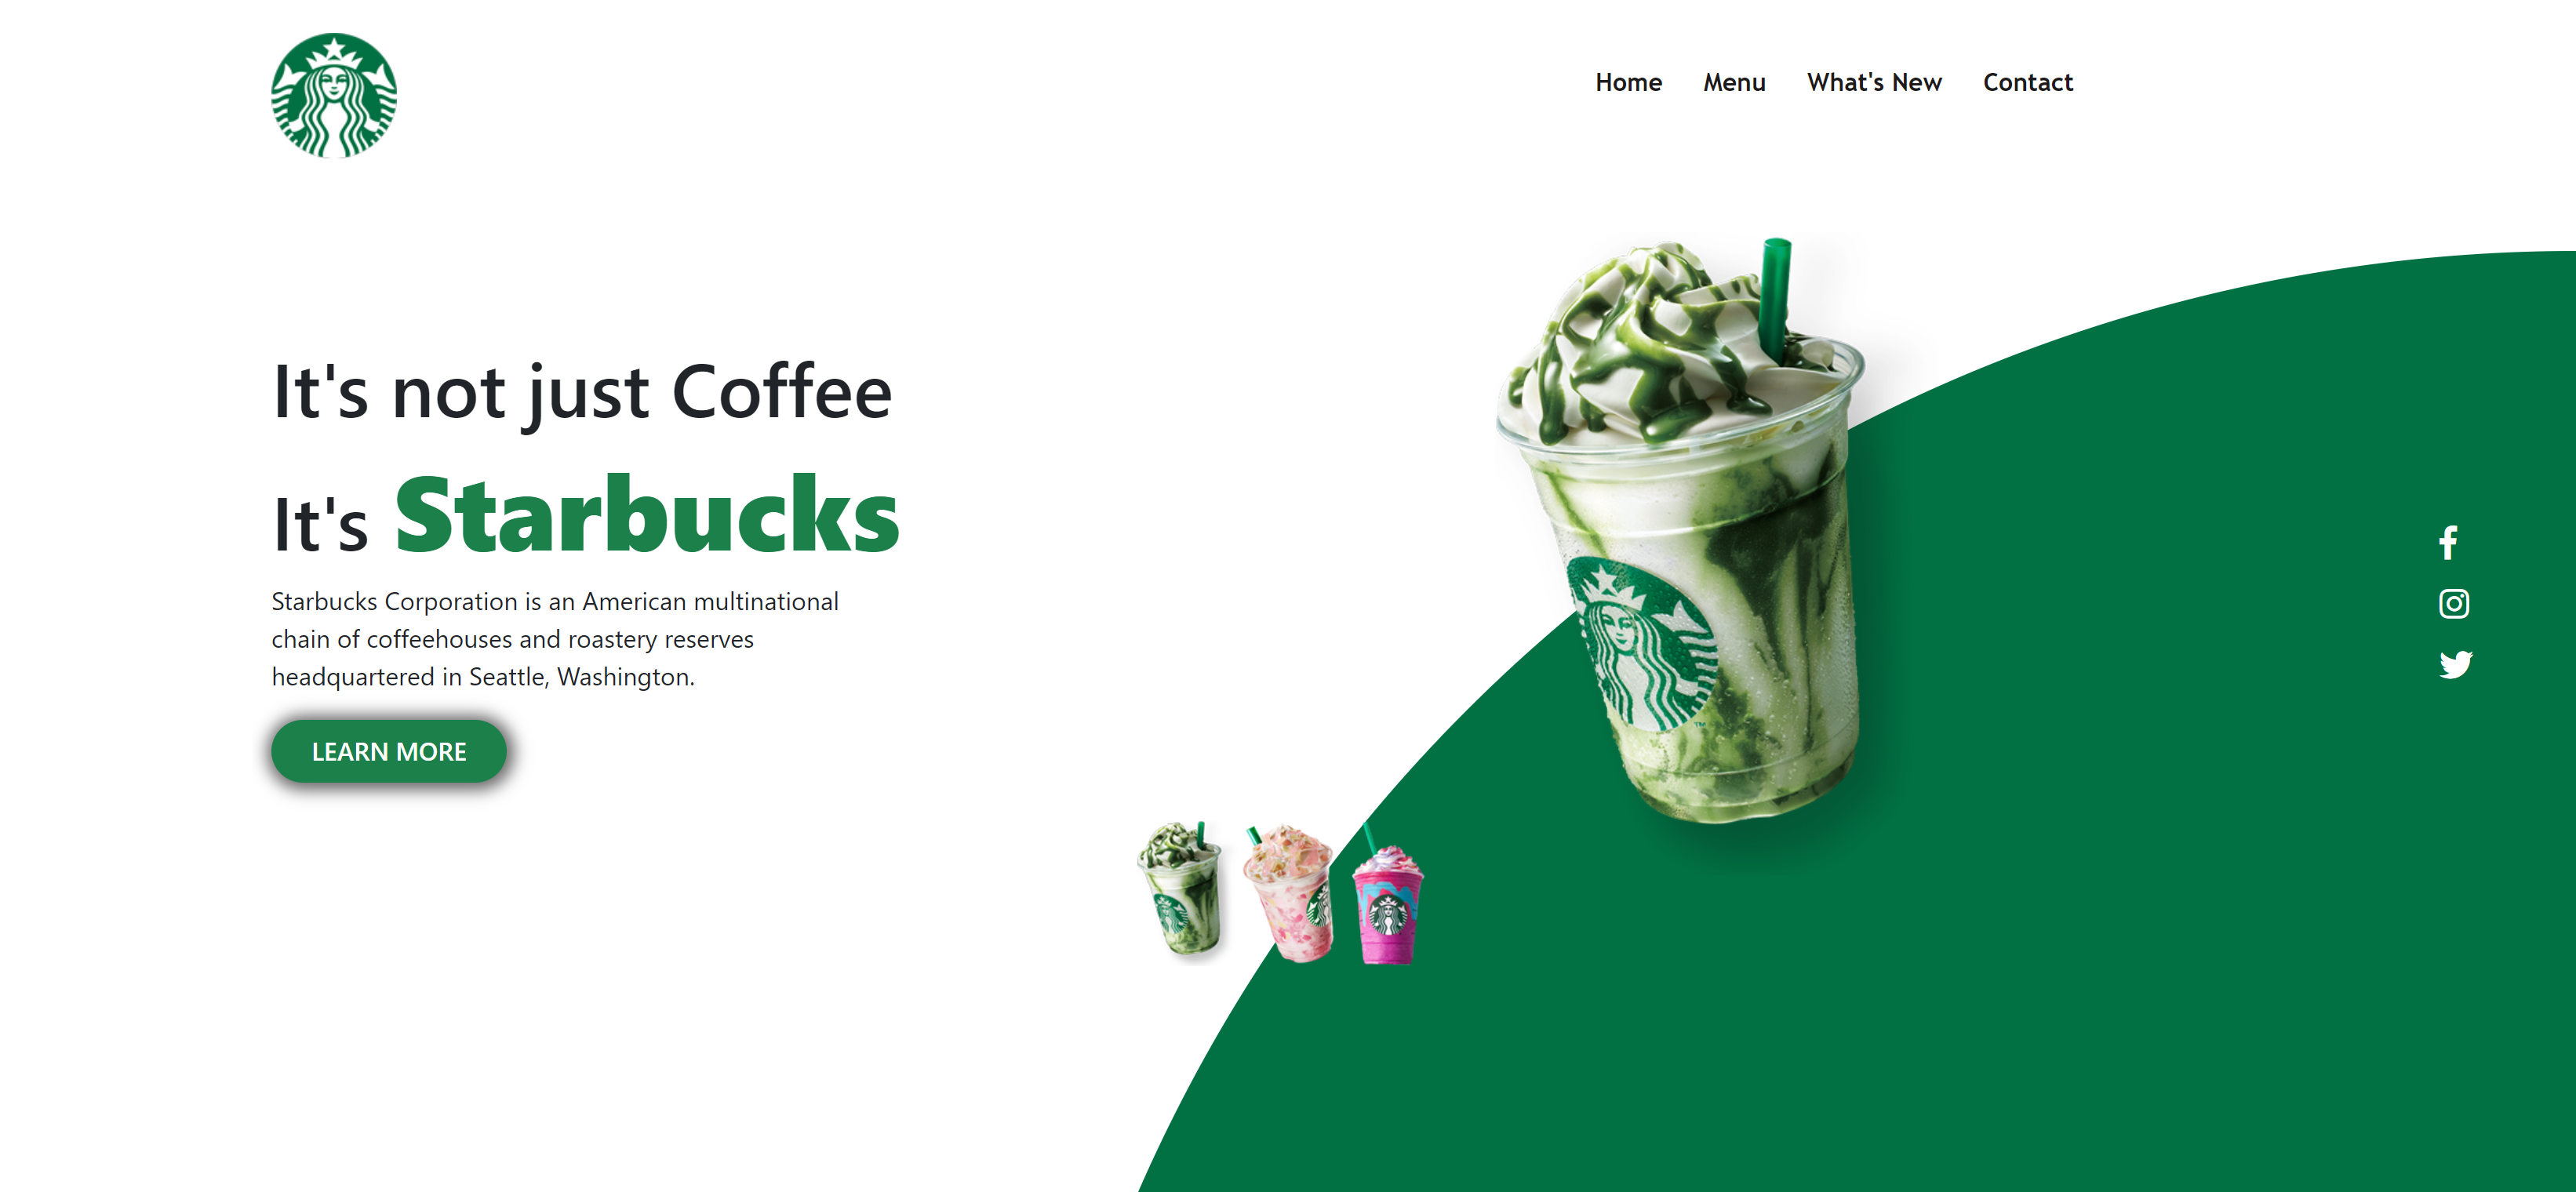 Home Menu What's New Contact
It's not just Coffee
It's Starbucks
Starbucks Corporation is an American multinational
chain of coffeehouses and roastery reserves
headquartered in Seattle, Washington.
LEARN MORE
TM